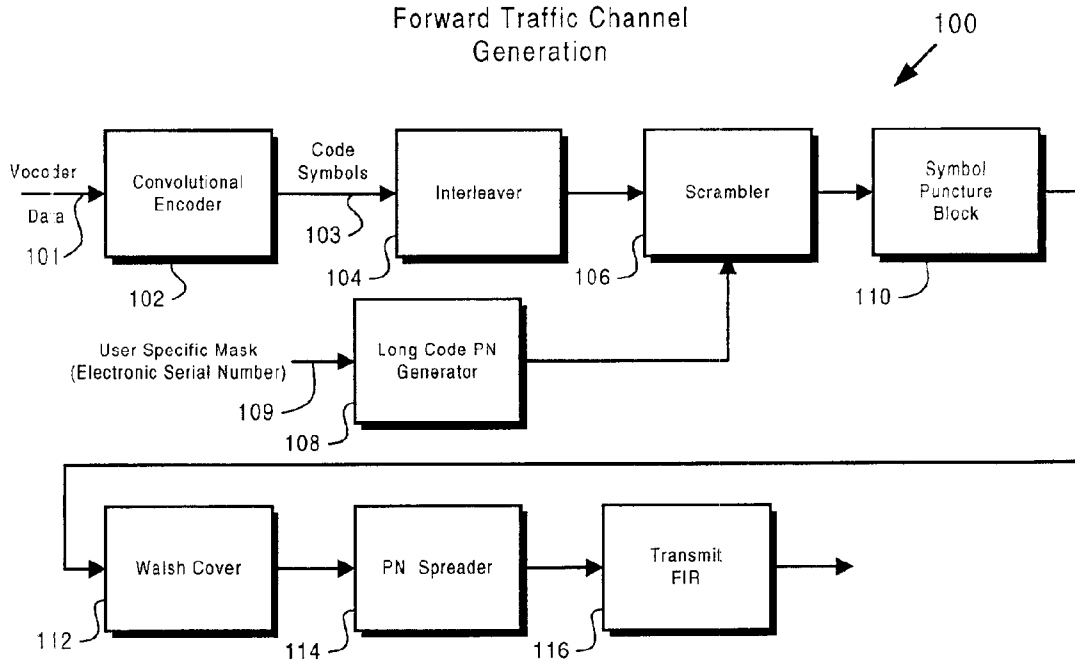 Forward Traffic Channel
Generation
100
Vocoder
Data
101
Convolutional
Encoder
102
Code
Symbols
103
Interleaver
104
Scrambler
106
Symbol
Puncture
Block
110
User Specific Mask
(Electronic Serial Number)
109
Long Code PN
Generator
108
Walsh Cover
112
PN Spreader
114
Transmit
FIR
116